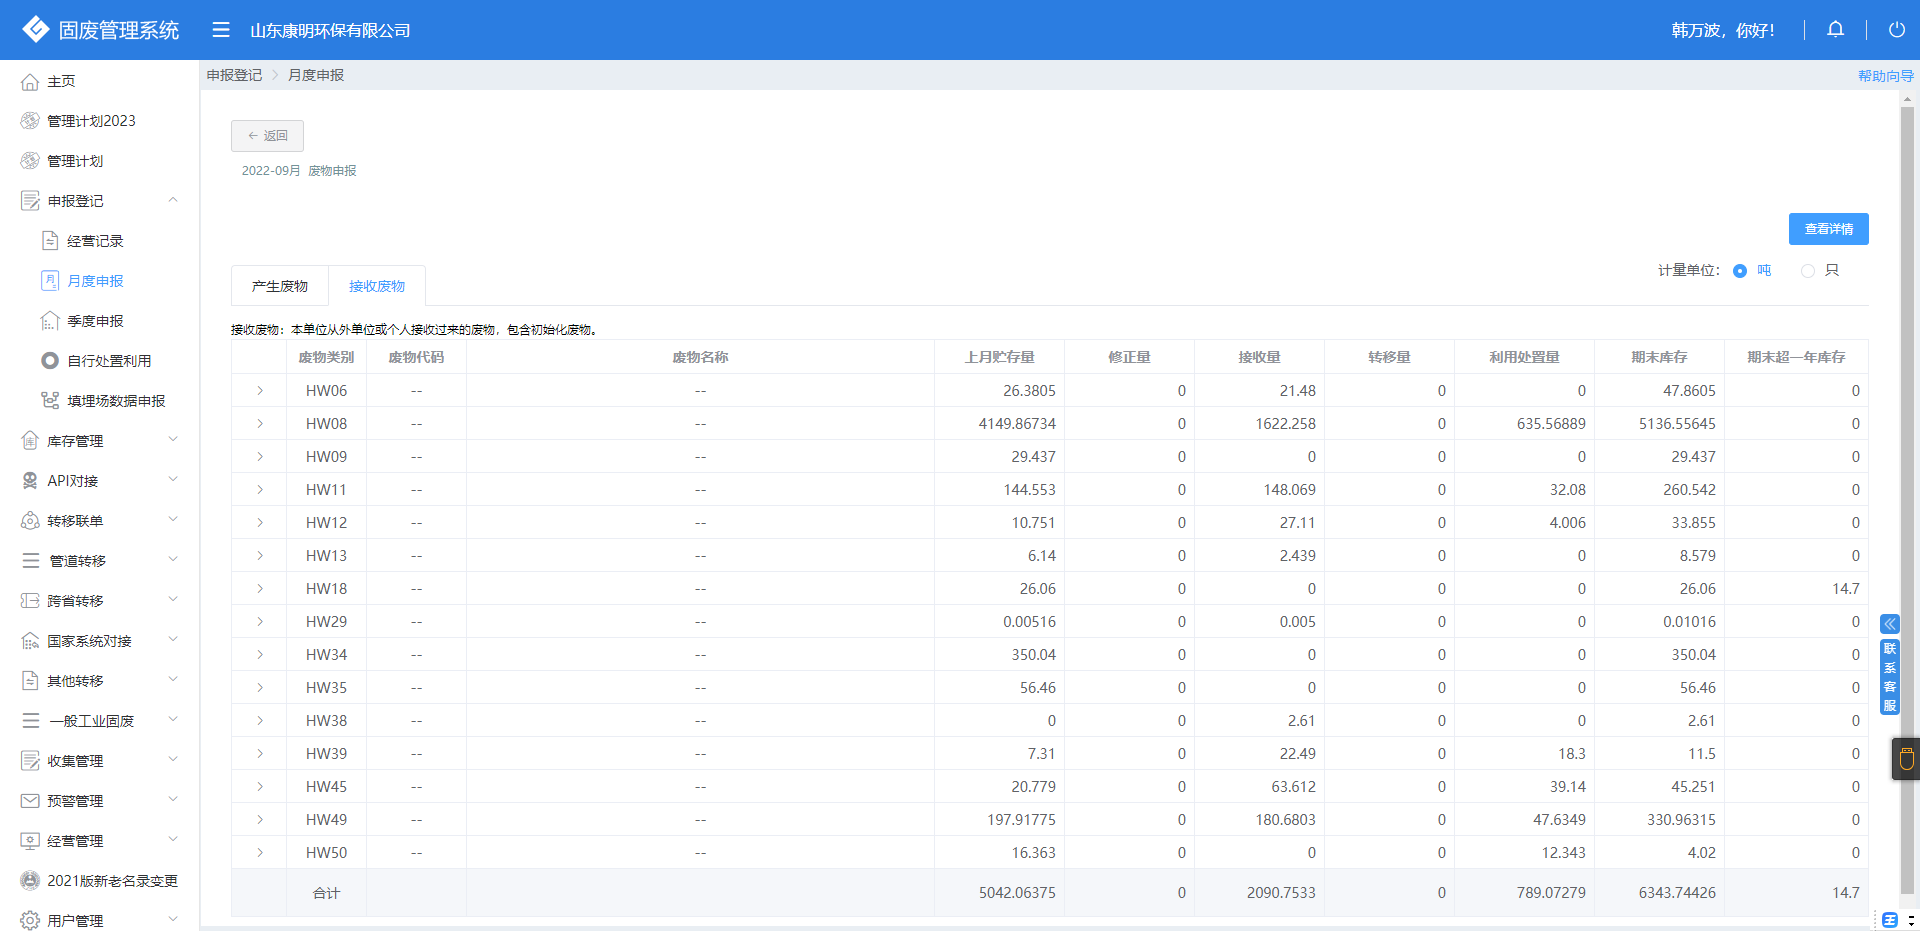 固废管理系统
山东康明环保有限公司
韩万波，你好！
主页
管理计划2023
管理计划
申报登记
经营记录
月度申报
季度申报
自行处置利用
填埋场数据申报
库存管理
API对接
转移联单
管道转移
跨省转移
国家系统对接
其他转移
一般工业固废
收集管理
预警管理
经营管理
2021版新老名录变更
用户管理
申报登记 > 月度申报
帮助向导
← 返回
2022-09月 废物申报
查看详情
计量单位： 吨 只
产生废物 接收废物
接收废物：本单位从外单位或个人接收过来的废物，包含初始化废物。
废物类别 废物代码 废物名称 上月贮存量 修正量 接收量 转移量 利用处置量 期末库存 期末超一年库存
HW06 -- -- 26.3805 0 21.48 0 0 47.8605 0
HW08 -- -- 4149.86734 0 1622.258 0 635.56889 5136.55645 0
HW09 -- -- 29.437 0 0 0 0 29.437 0
HW11 -- -- 144.553 0 148.069 0 32.08 260.542 0
HW12 -- -- 10.751 0 27.11 0 4.006 33.855 0
HW13 -- -- 6.14 0 2.439 0 0 8.579 0
HW18 -- -- 26.06 0 0 0 0 26.06 14.7
HW29 -- -- 0.00516 0 0.005 0 0 0.01016 0
HW34 -- -- 350.04 0 0 0 0 350.04 0
HW35 -- -- 56.46 0 0 0 0 56.46 0
HW38 -- -- 0 0 2.61 0 0 2.61 0
HW39 -- -- 7.31 0 22.49 0 18.3 11.5 0
HW45 -- -- 20.779 0 63.612 0 39.14 45.251 0
HW49 -- -- 197.91775 0 180.6803 0 47.6349 330.96315 0
HW50 -- -- 16.363 0 0 0 12.343 4.02 0
合计 5042.06375 0 2090.7533 0 789.07279 6343.74426 14.7
联系客服